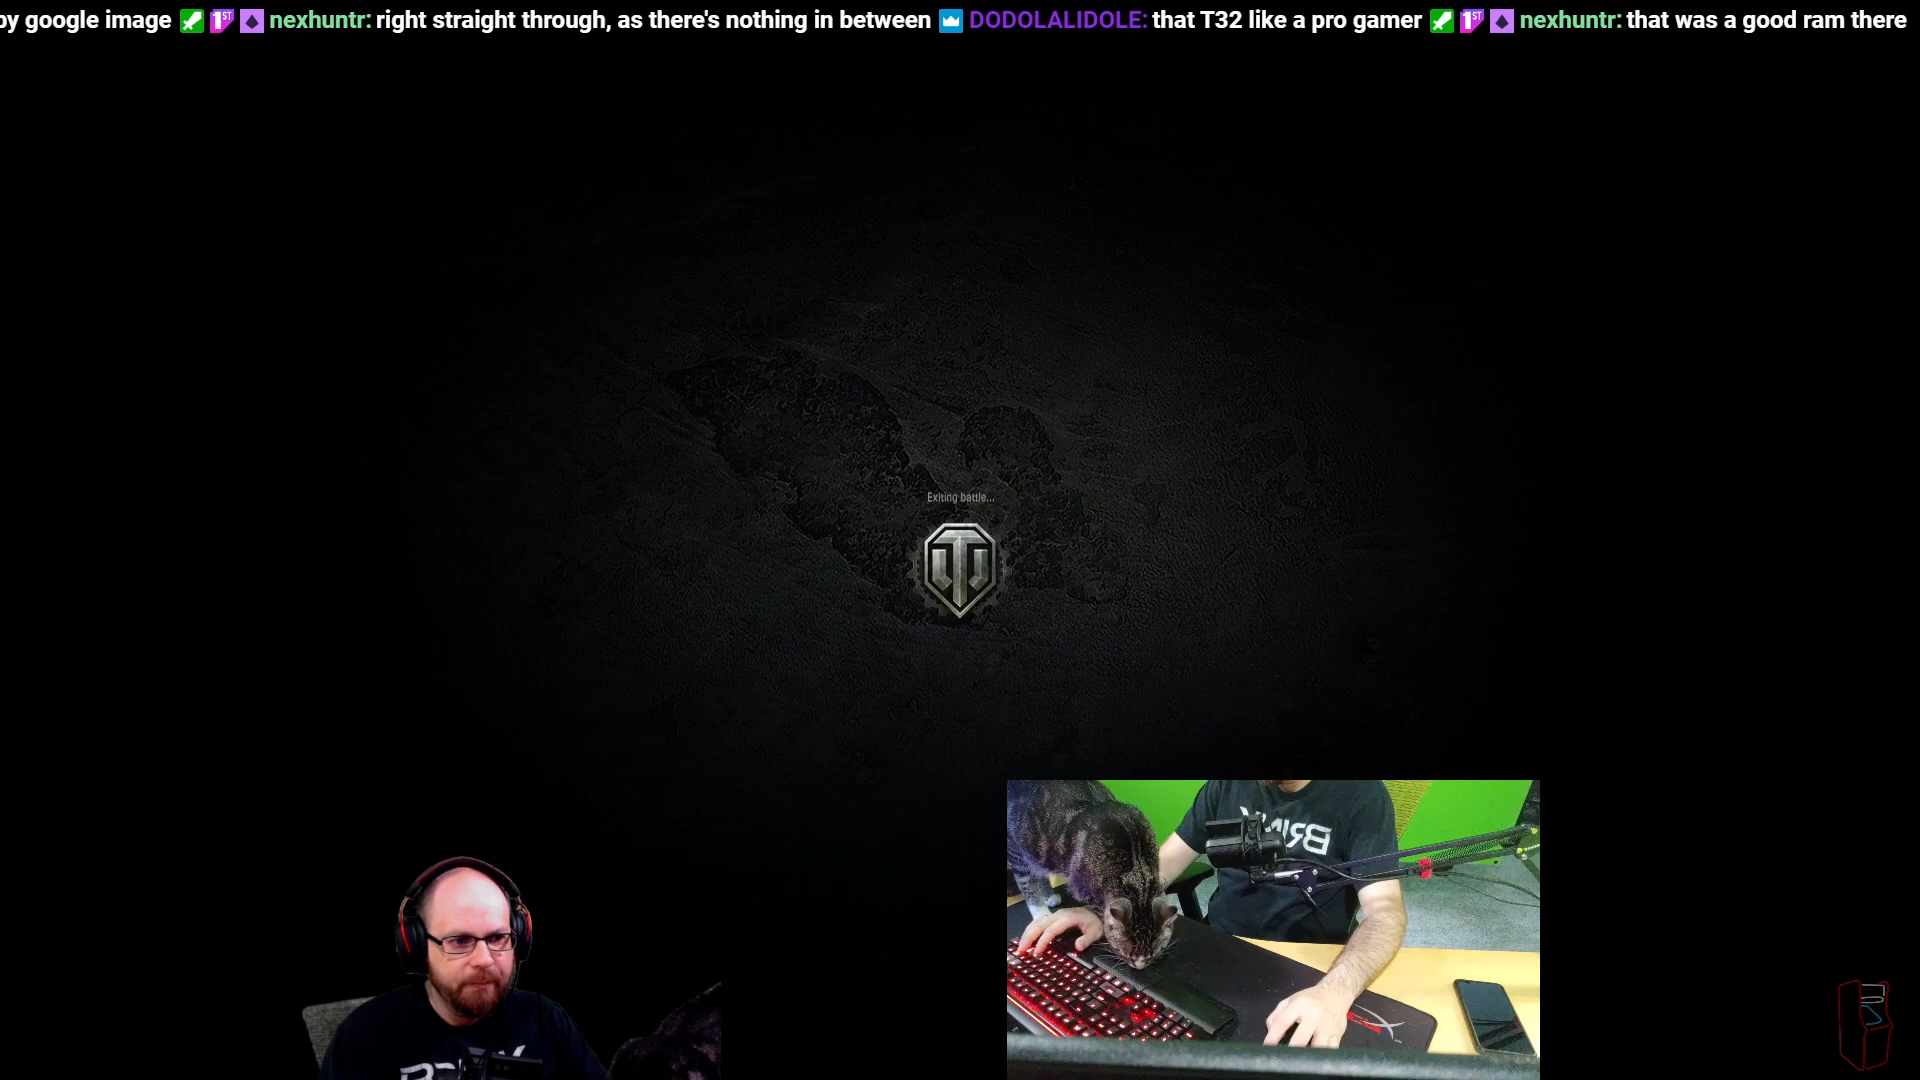 by google image nexhuntr: right straight through, as there's nothing in between DODOLALIDOLE: that T32 like a pro gamer nexhuntr: that was a good ram there
Exiting battle...